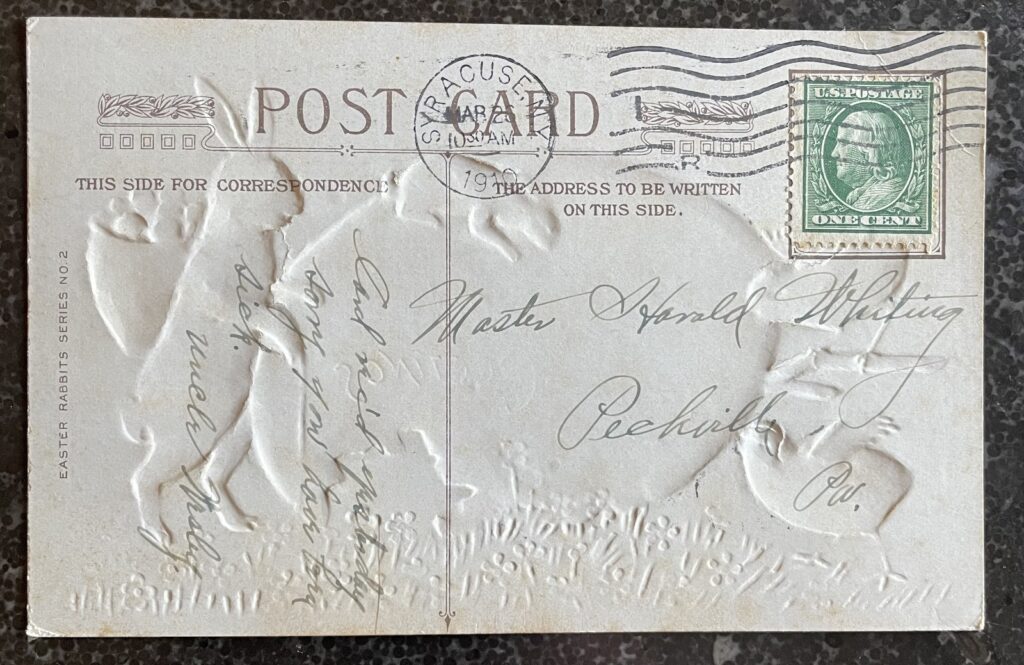 POST CARD
SYRACUSE, N.Y.
MAR 25
10 30 AM
1910
U.S. POSTAGE
ONE CENT
THIS SIDE FOR CORRESPONDENCE
THE ADDRESS TO BE WRITTEN
ON THIS SIDE.
EASTER RABBITS SERIES NO. 2
Card rec'd yesterday
Sorry you have been
sick.
Uncle
Master Harold Whiting
Peckville,
Pa.